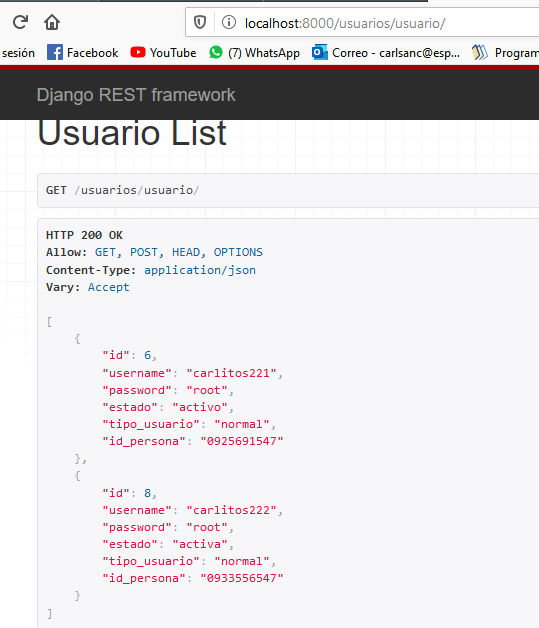 localhost:8000/usuarios/usuario/
sesión Facebook YouTube (7) WhatsApp Correo - carlsanc@esp... Program
Django REST framework
Usuario List
GET /usuarios/usuario/
HTTP 200 OK
Allow: GET, POST, HEAD, OPTIONS
Content-Type: application/json
Vary: Accept
[
    {
        "id": 6,
        "username": "carlitos221",
        "password": "root",
        "estado": "activo",
        "tipo_usuario": "normal",
        "id_persona": "0925691547"
    },
    {
        "id": 8,
        "username": "carlitos222",
        "password": "root",
        "estado": "activa",
        "tipo_usuario": "normal",
        "id_persona": "0933556547"
    }
]